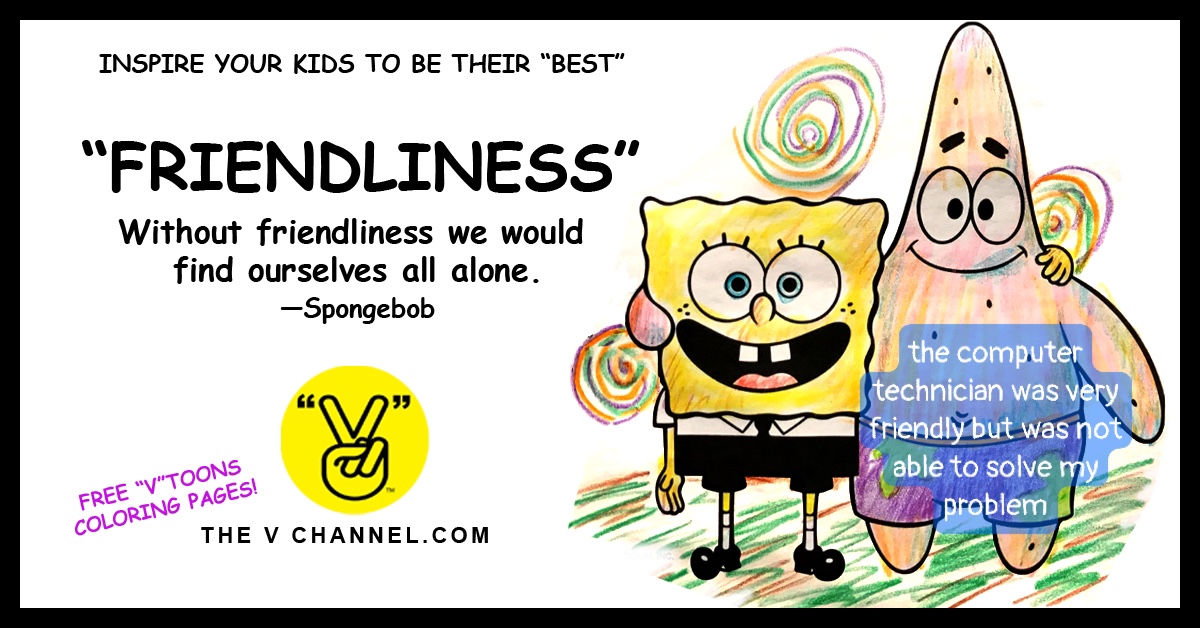 INSPIRE YOUR KIDS TO BE THEIR “BEST”
“FRIENDLINESS”
Without friendliness we would
find ourselves all alone.
—Spongebob
“V”
TM
FREE “V”TOONS
COLORING PAGES!
THE V CHANNEL.COM
the computer
technician was very
friendly but was not
able to solve my
problem